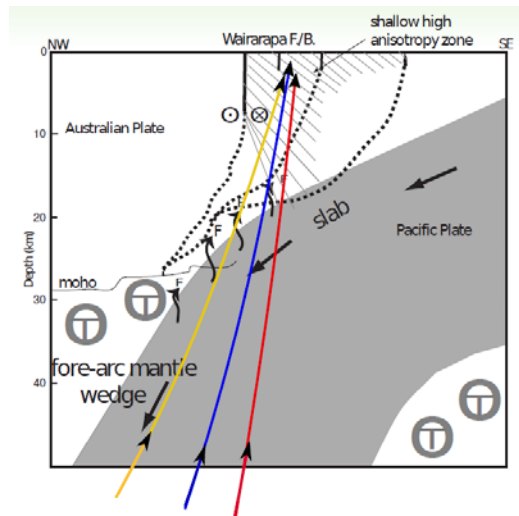 shallow high
anisotropy zone
Wairarapa F./B.
NW
SE
0
Australian Plate
10
F
20
F
F
slab
Pacific Plate
Depth (km)
moho
F
30
T
T
fore-arc mantle
wedge
40
T
T